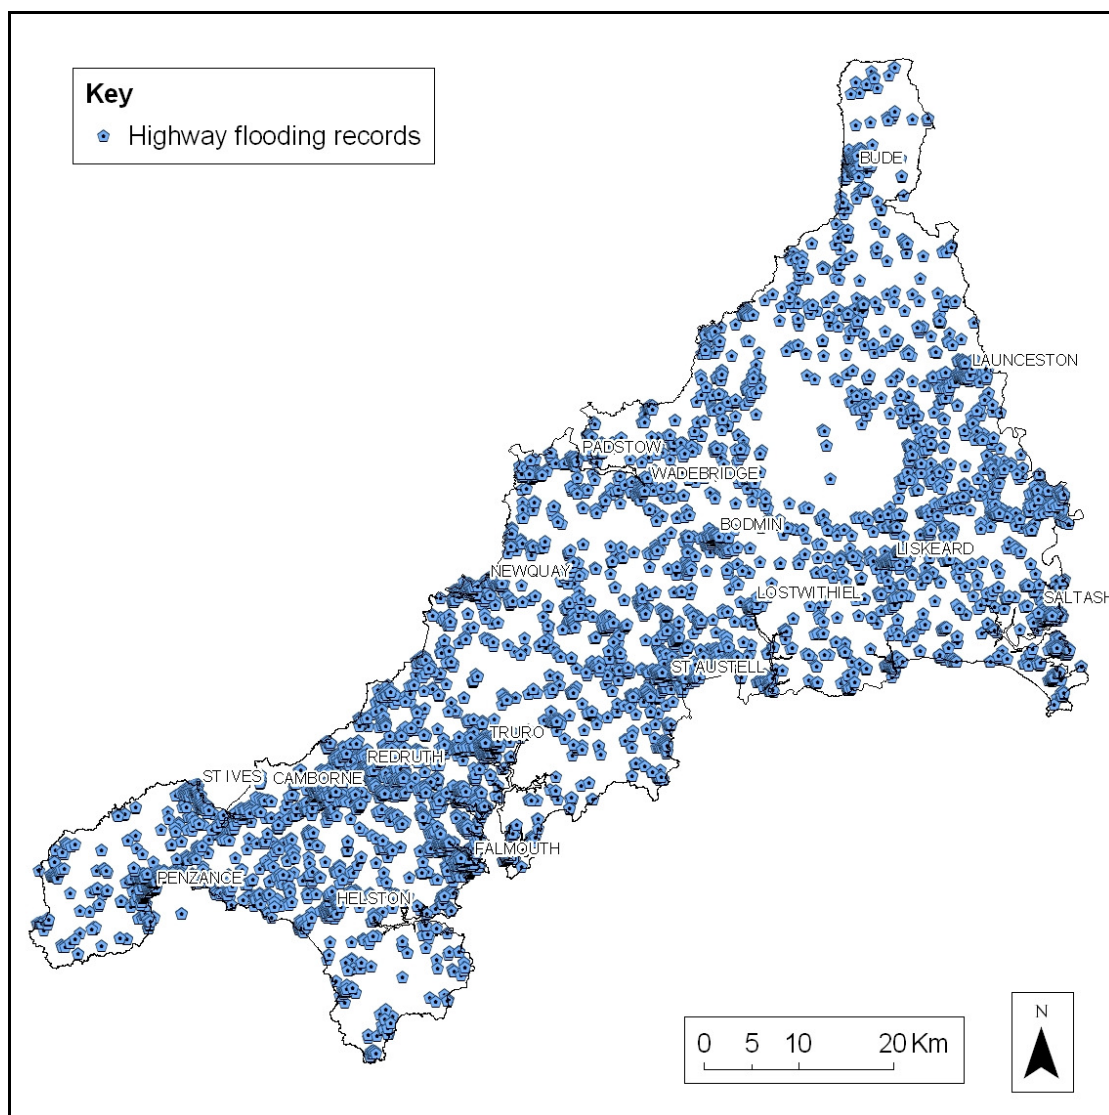 Key
Highway flooding records
BUDE
LAUNCESTON
PADSTOW
WADEBRIDGE
BODMIN
LISKEARD
NEWQUAY
LOSTWITHIEL
SALTASH
ST AUSTELL
TRURO
REDRUTH
ST IVES
CAMBORNE
FALMOUTH
PENZANCE
HELSTON
N
0 5 10 20 Km